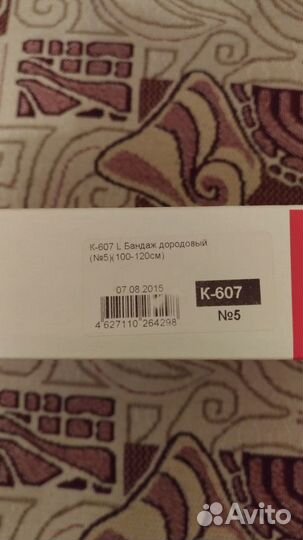 К-607 L Бандаж дородовый
(№5)(100-120см)
07.08.2015
К-607
4 627110 264298
№5
Avito